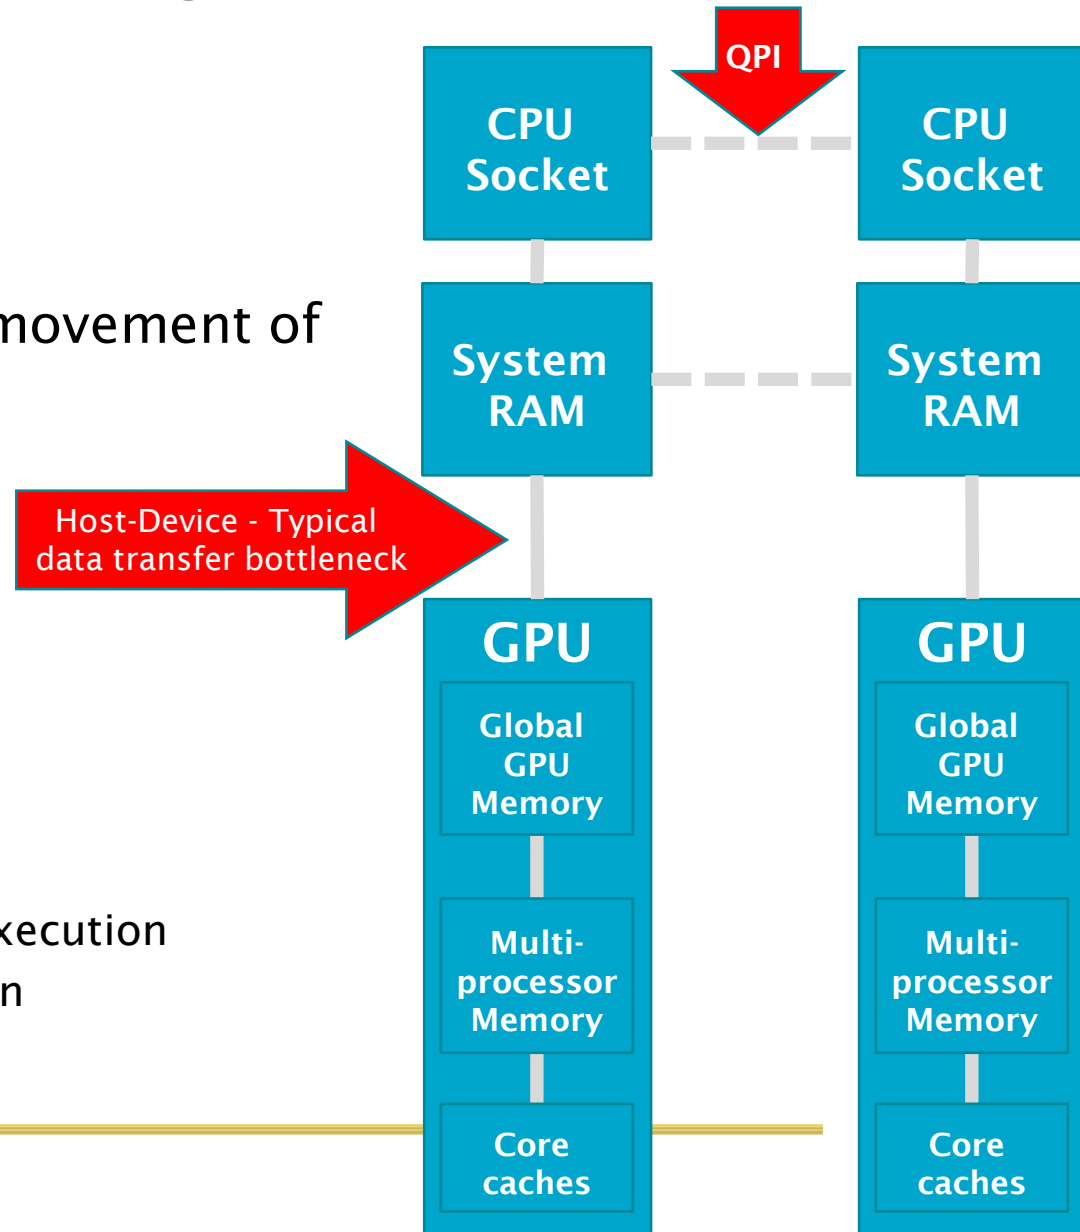 QPI
CPU
Socket
CPU
Socket
movement of
System
RAM
System
RAM
Host-Device - Typical
data transfer bottleneck
GPU
Global
GPU
Memory
Multi-
processor
Memory
Core
caches
GPU
Global
GPU
Memory
Multi-
processor
Memory
Core
caches
xecution
n